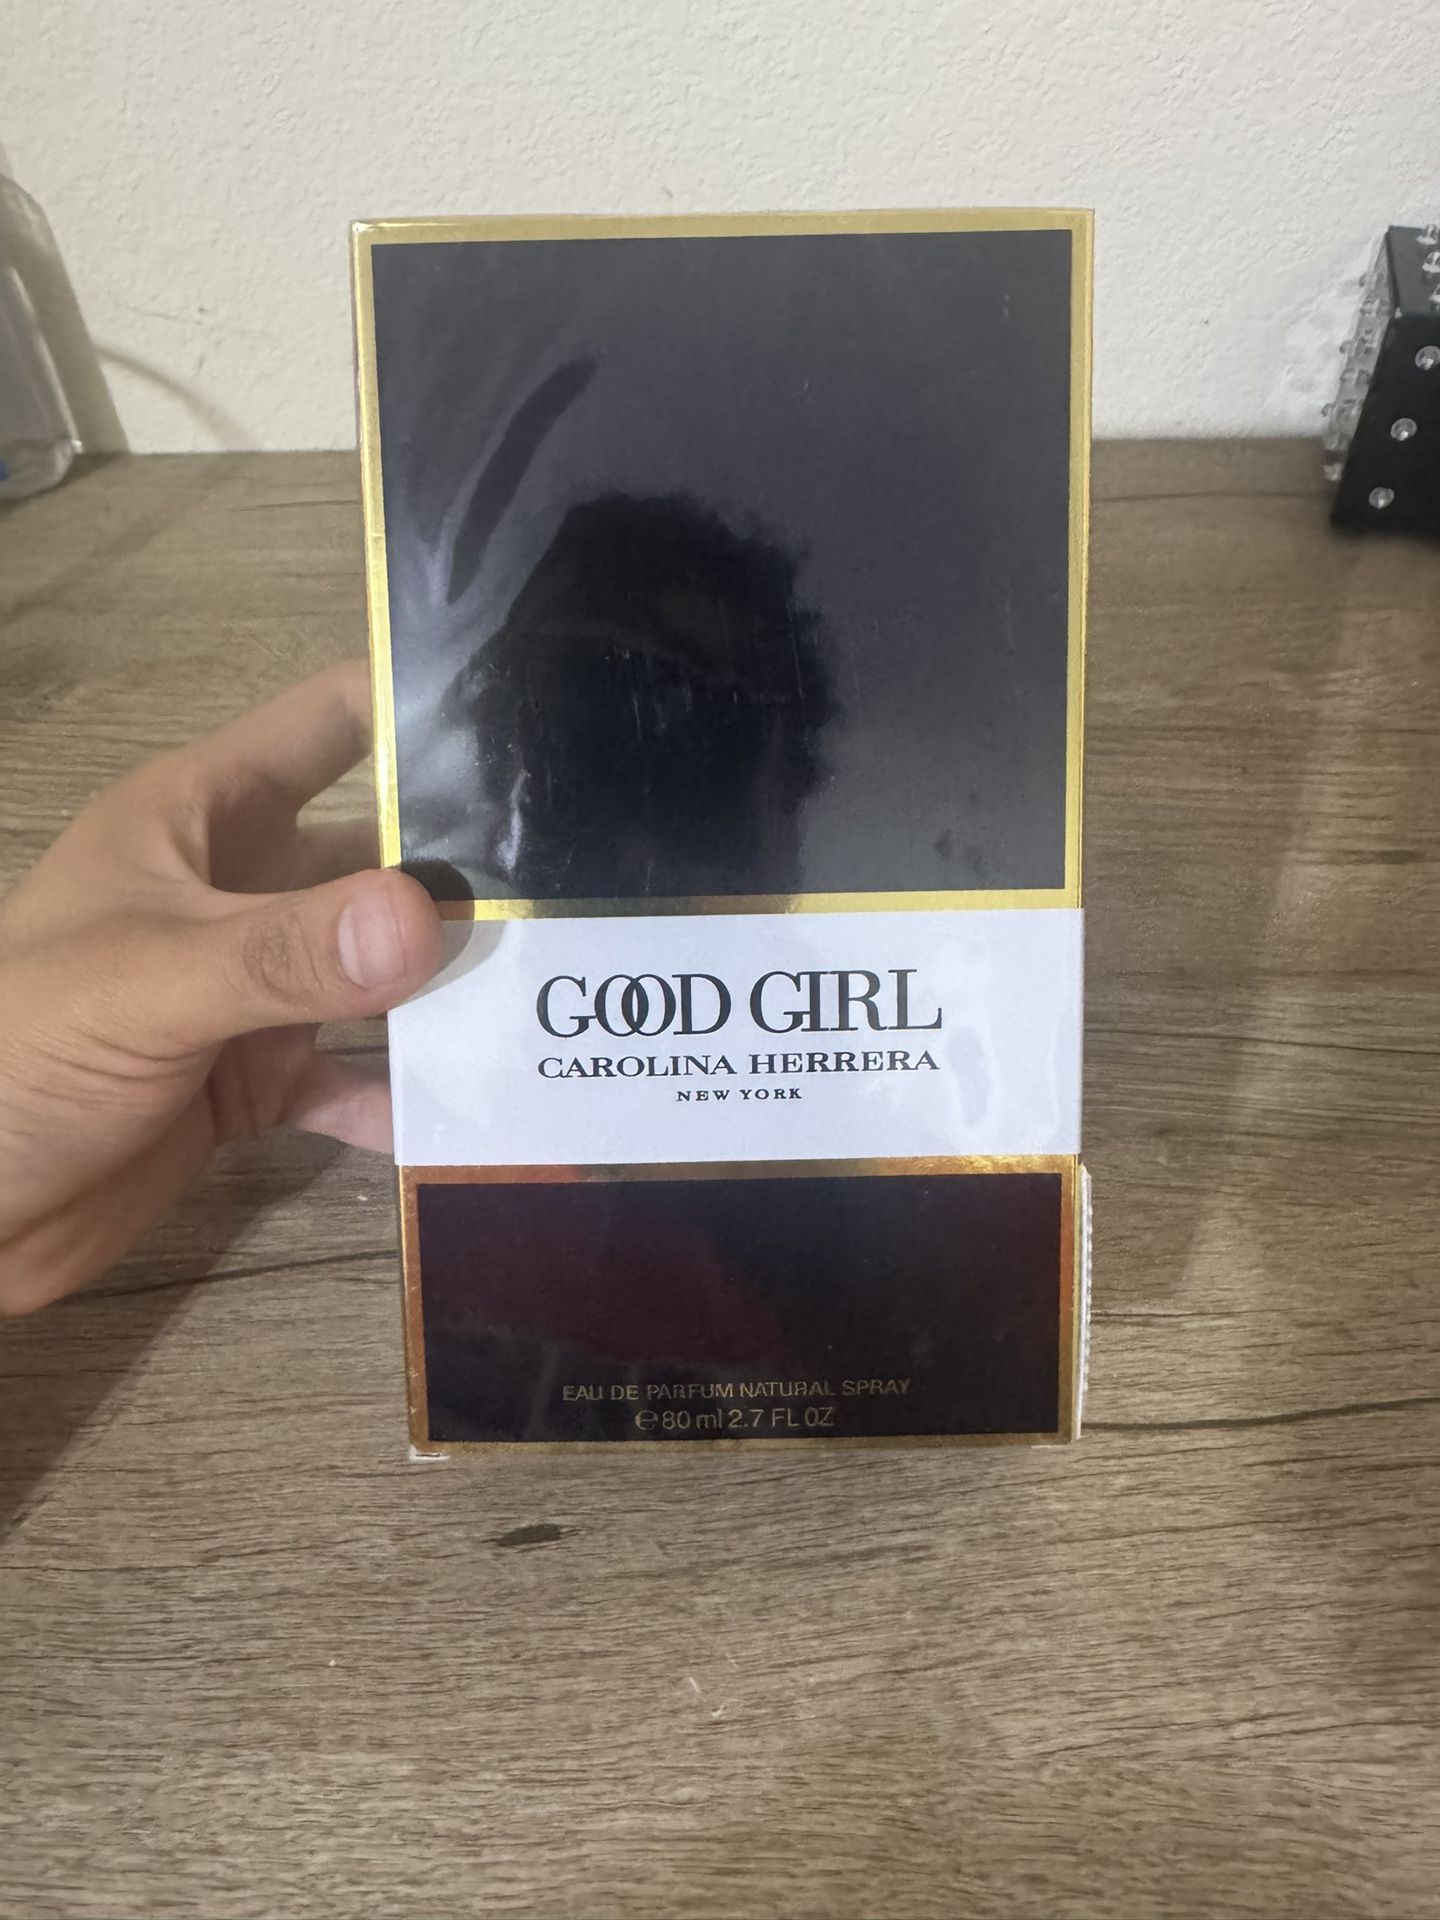 GOOD GIRL
CAROLINA HERRERA
NEW YORK
EAU DE PARFUM NATURAL SPRAY
℮80 ml 2.7 FL OZ